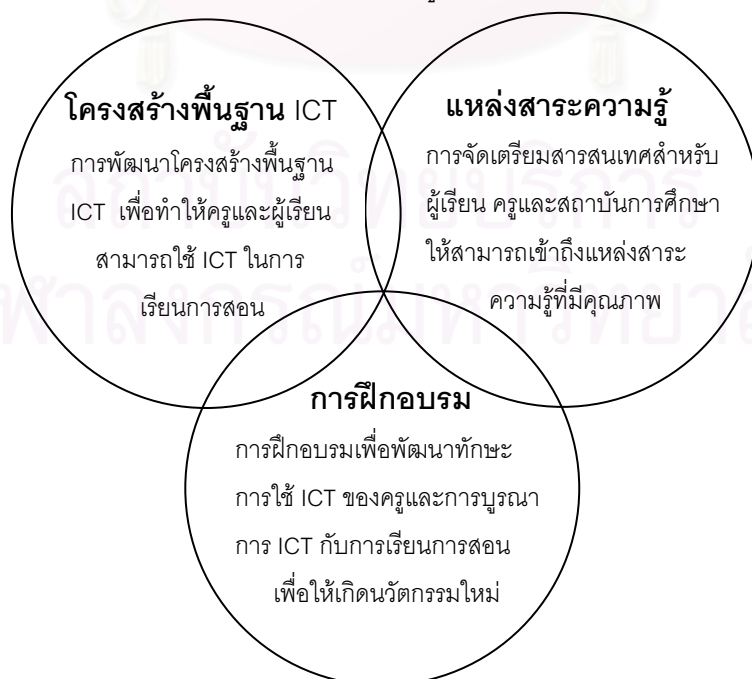 โครงสร้างพื้นฐาน ICT
การพัฒนาโครงสร้างพื้นฐาน
ICT เพื่อทำให้ครูและผู้เรียน
สามารถใช้ ICT ในการ
เรียนการสอน
แหล่งสาระความรู้
การจัดเตรียมสารสนเทศสำหรับ
ผู้เรียน ครูและสถาบันการศึกษา
ให้สามารถเข้าถึงแหล่งสาระ
ความรู้ที่มีคุณภาพ
การฝึกอบรม
การฝึกอบรมเพื่อพัฒนาทักษะ
การใช้ ICT ของครูและการบูรณา
การ ICT กับการเรียนการสอน
เพื่อให้เกิดนวัตกรรมใหม่